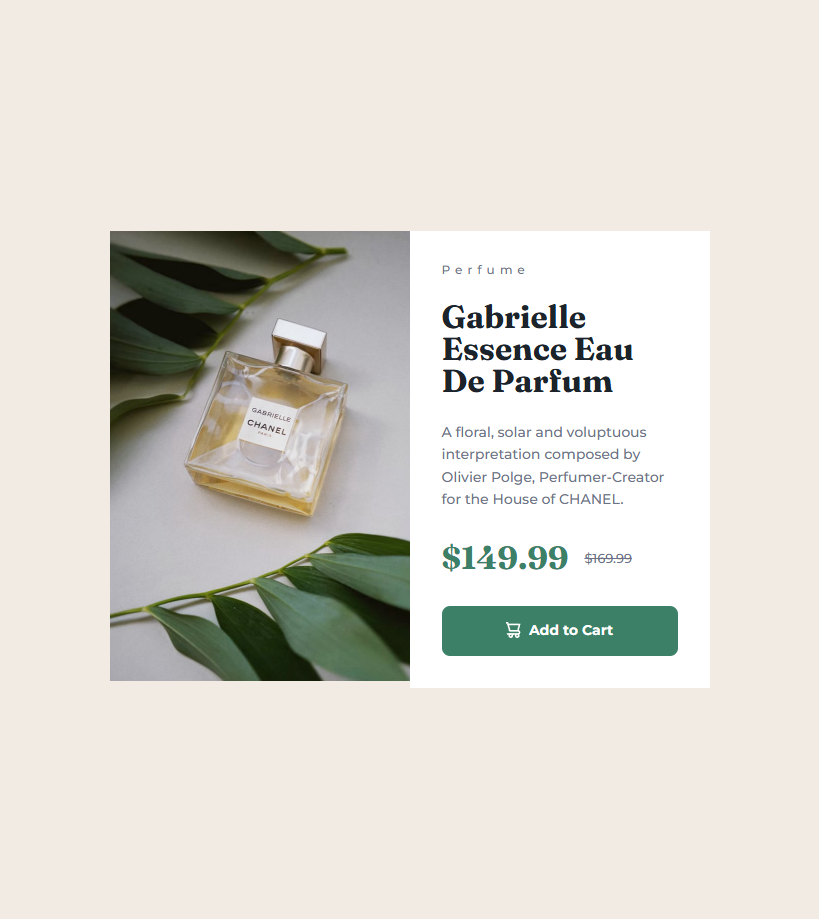 GABRIELLE
CHANEL
PARIS
Perfume
Gabrielle
Essence Eau
De Parfum
A floral, solar and voluptuous
interpretation composed by
Olivier Polge, Perfumer-Creator
for the House of CHANEL.
$149.99 $169.99
Add to Cart